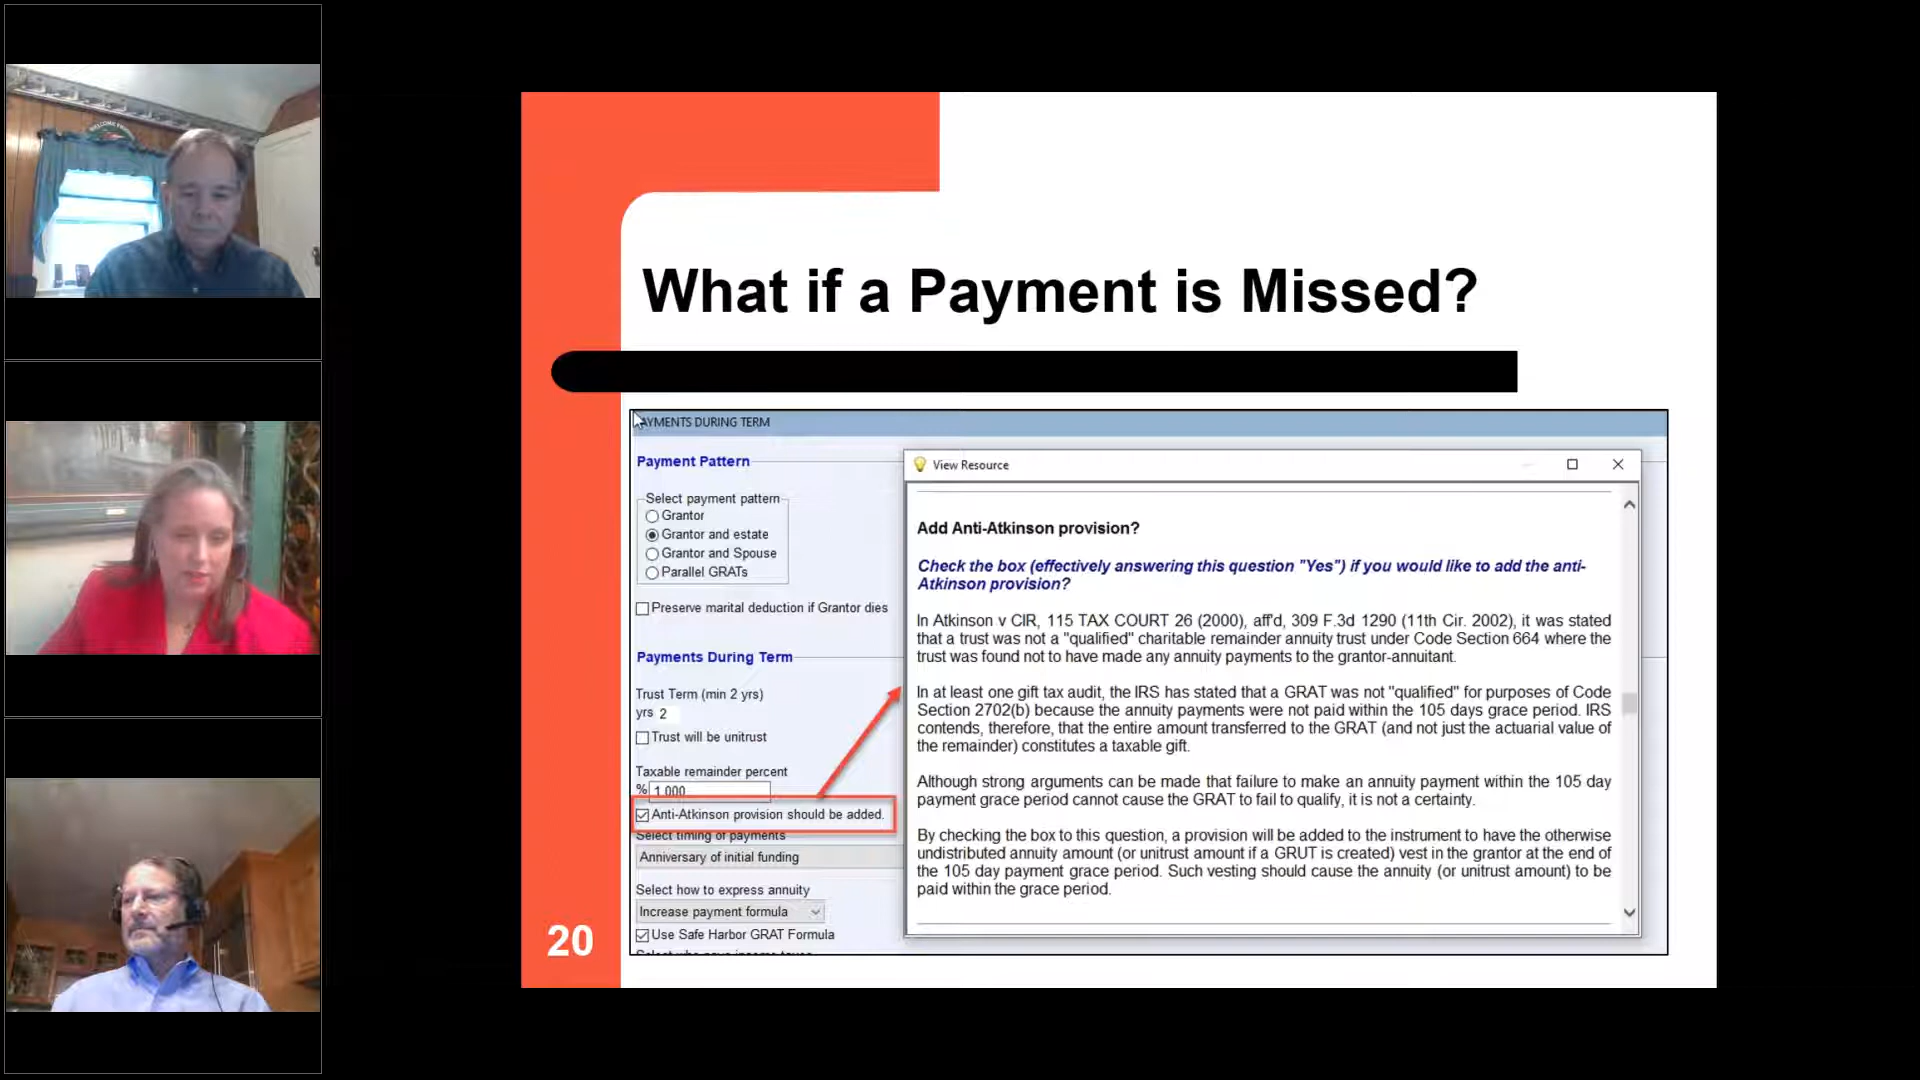 What if a Payment is Missed?
AYMENTS DURING TERM
Payment Pattern
Select payment pattern
Grantor
Grantor and estate
Grantor and Spouse
Parallel GRATs
Preserve marital deduction if Grantor dies
Payments During Term
Trust Term (min 2 yrs)
yrs 2
Trust will be unitrust
Taxable remainder percent
% 1.000
Anti-Atkinson provision should be added.
Select timing of payments
Anniversary of initial funding
Select how to express annuity
Increase payment formula
Use Safe Harbor GRAT Formula
View Resource
Add Anti-Atkinson provision?
Check the box (effectively answering this question "Yes") if you would like to add the anti-
Atkinson provision?
In Atkinson v CIR, 115 TAX COURT 26 (2000), aff'd, 309 F.3d 1290 (11th Cir. 2002), it was stated
that a trust was not a "qualified" charitable remainder annuity trust under Code Section 664 where the
trust was found not to have made any annuity payments to the grantor-annuitant.
In at least one gift tax audit, the IRS has stated that a GRAT was not "qualified" for purposes of Code
Section 2702(b) because the annuity payments were not paid within the 105 days grace period. IRS
contends, therefore, that the entire amount transferred to the GRAT (and not just the actuarial value of
the remainder) constitutes a taxable gift.
Although strong arguments can be made that failure to make an annuity payment within the 105 day
payment grace period cannot cause the GRAT to fail to qualify, it is not a certainty.
By checking the box to this question, a provision will be added to the instrument to have the otherwise
undistributed annuity amount (or unitrust amount if a GRUT is created) vest in the grantor at the end of
the 105 day payment grace period. Such vesting should cause the annuity (or unitrust amount) to be
paid within the grace period.
20